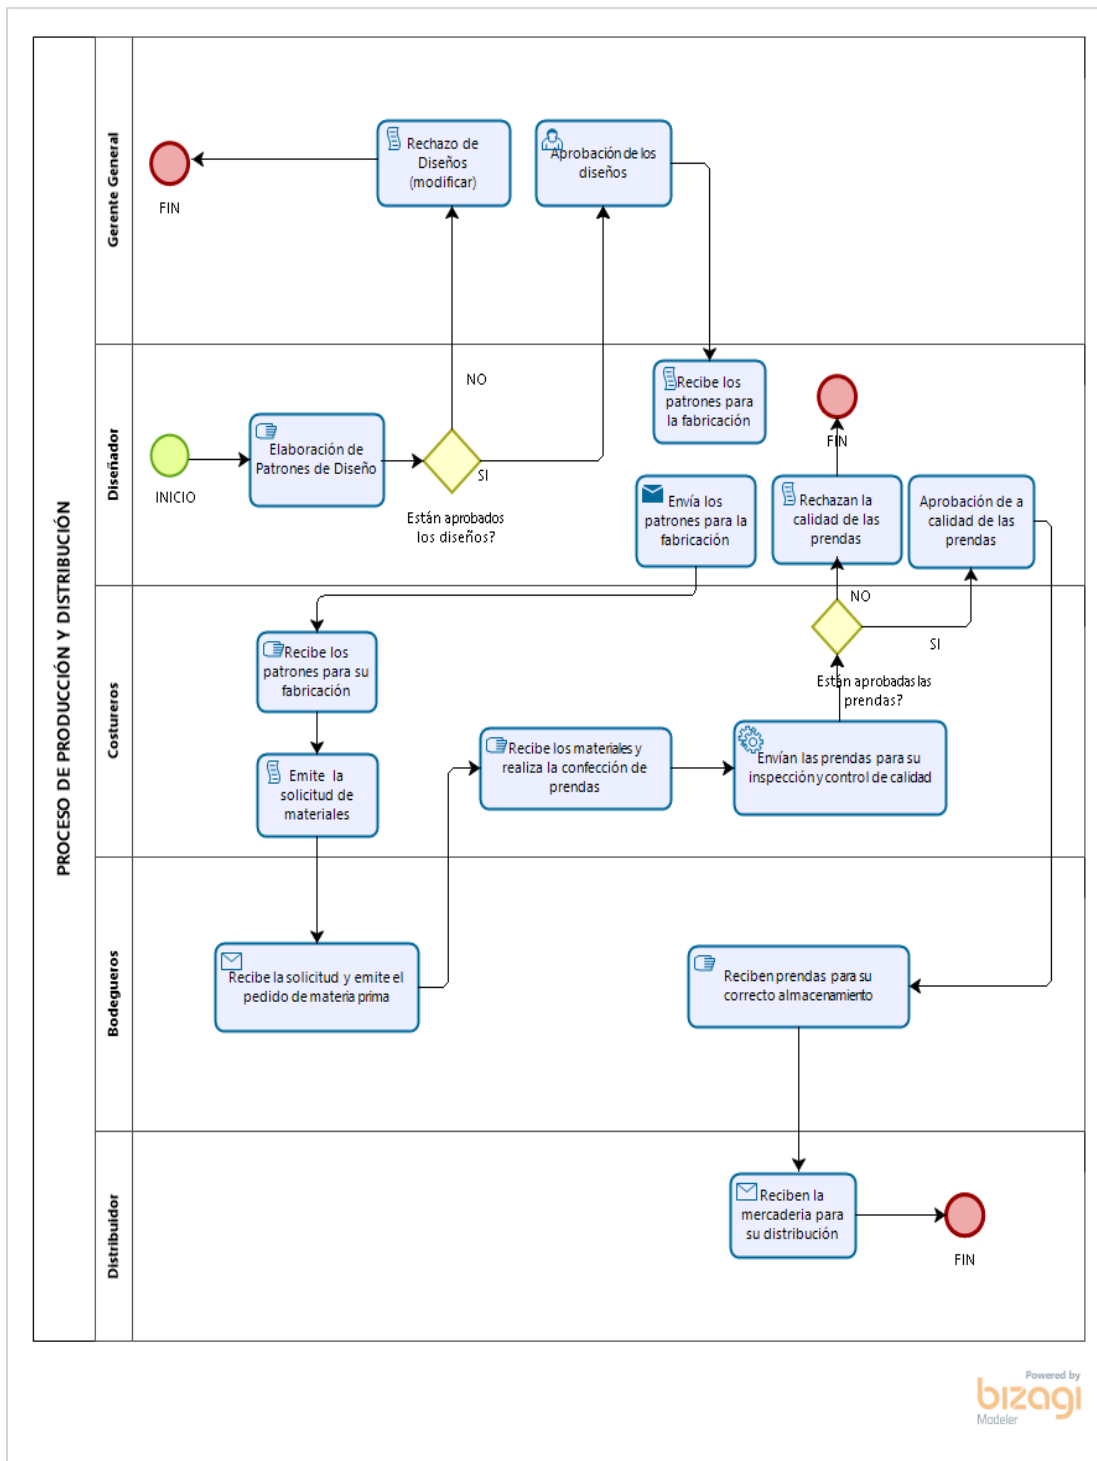 PROCESO DE PRODUCCIÓN Y DISTRIBUCIÓN
Gerente General
FIN
Rechazo de
Diseños
(modificar)
Aprobación de los
diseños
Diseñador
INICIO
Elaboración de
Patrones de Diseño
NO
SI
Están aprobados
los diseños?
Recibe los
patrones para
la fabricación
Envía los
patrones para la
fabricación
FIN
Rechazan la
calidad de las
prendas
Aprobación de a
calidad de las
prendas
Costureros
Recibe los
patrones para su
fabricación
Emite la
solicitud de
materiales
Recibe los materiales y
realiza la confección de
prendas
NO
SI
Están aprobadas las
prendas?
Envían las prendas para su
inspección y control de calidad
Bodegueros
Recibe la solicitud y emite el
pedido de materia prima
Reciben prendas para su
correcto almacenamiento
Distribuidor
Reciben la
mercaderia para
su distribución
FIN
Powered by
bizagi
Modeler